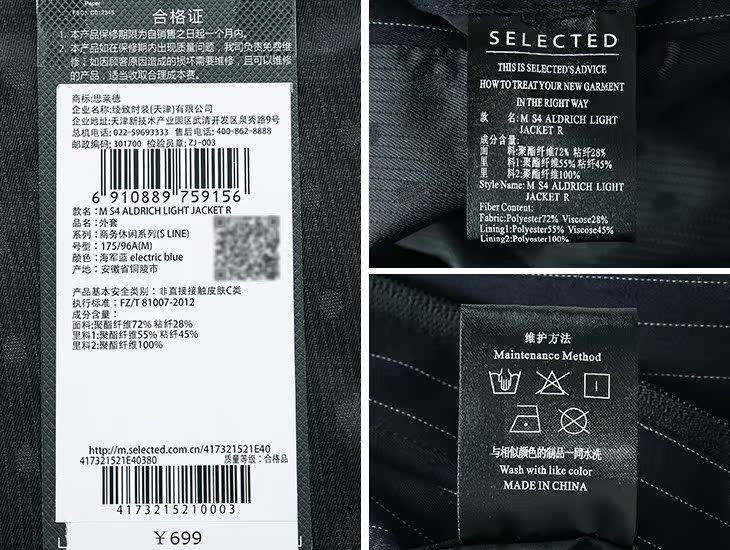 Paper
FSC® C012345
合格证
1. 本产品保修期限为自销售之日起一个月内。
2. 本产品如在保修期内出现质量问题，我司负责免费维
修；如因顾客原因造成的损坏需要维修，且可以维修
的产品，适当收取合理成本费。
商标：思莱德
企业名称：绫致时装(天津)有限公司
企业地址：天津新技术产业园区武清开发区泉秀路9号
总机电话：022-59693333 售后电话：400-862-8888
邮政编码：301700 检验员章：ZJ-003
6 910889 759156
款名：M S4 ALDRICH LIGHT JACKET R
品名：外套
系列：商务休闲系列(S LINE)
号型：175/96A(M)
颜色：海军蓝 electric blue
产地：安徽省铜陵市
产品基本安全类别：非直接接触皮肤C类
执行标准：FZ/T 81007-2012
成分含量：
面料:聚酯纤维72% 粘纤28%
里料1:聚酯纤维55% 粘纤45%
里料2:聚酯纤维100%
http://m.selected.com.cn/417321521E40
417321521E40380 质量等级：合格品
4173215210003
￥699
SELECTED
THIS IS SELECTED'S ADVICE
HOW TO TREAT YOUR NEW GARMENT
IN THE RIGHT WAY
款 名: M S4 ALDRICH LIGHT
JACKET R
成分含量:
面 料:聚酯纤维72% 粘纤28%
里 料1:聚酯纤维55% 粘纤45%
里 料2:聚酯纤维100%
Style Name: M S4 ALDRICH LIGHT
JACKET R
Fiber Content:
Fabric:Polyester72% Viscose28%
Lining1:Polyester55% Viscose45%
Lining2:Polyester100%
维护方法
Maintenance Method
与相似颜色的制品一同水洗
Wash with like color
MADE IN CHINA